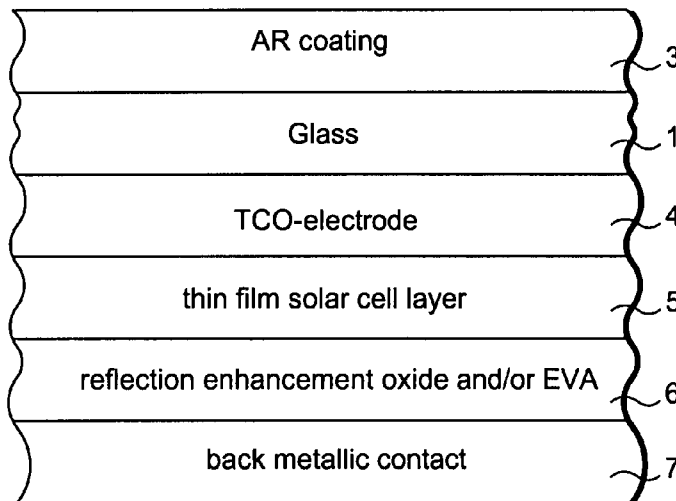 AR coating 3
Glass 1
TCO-electrode 4
thin film solar cell layer 5
reflection enhancement oxide and/or EVA 6
back metallic contact 7